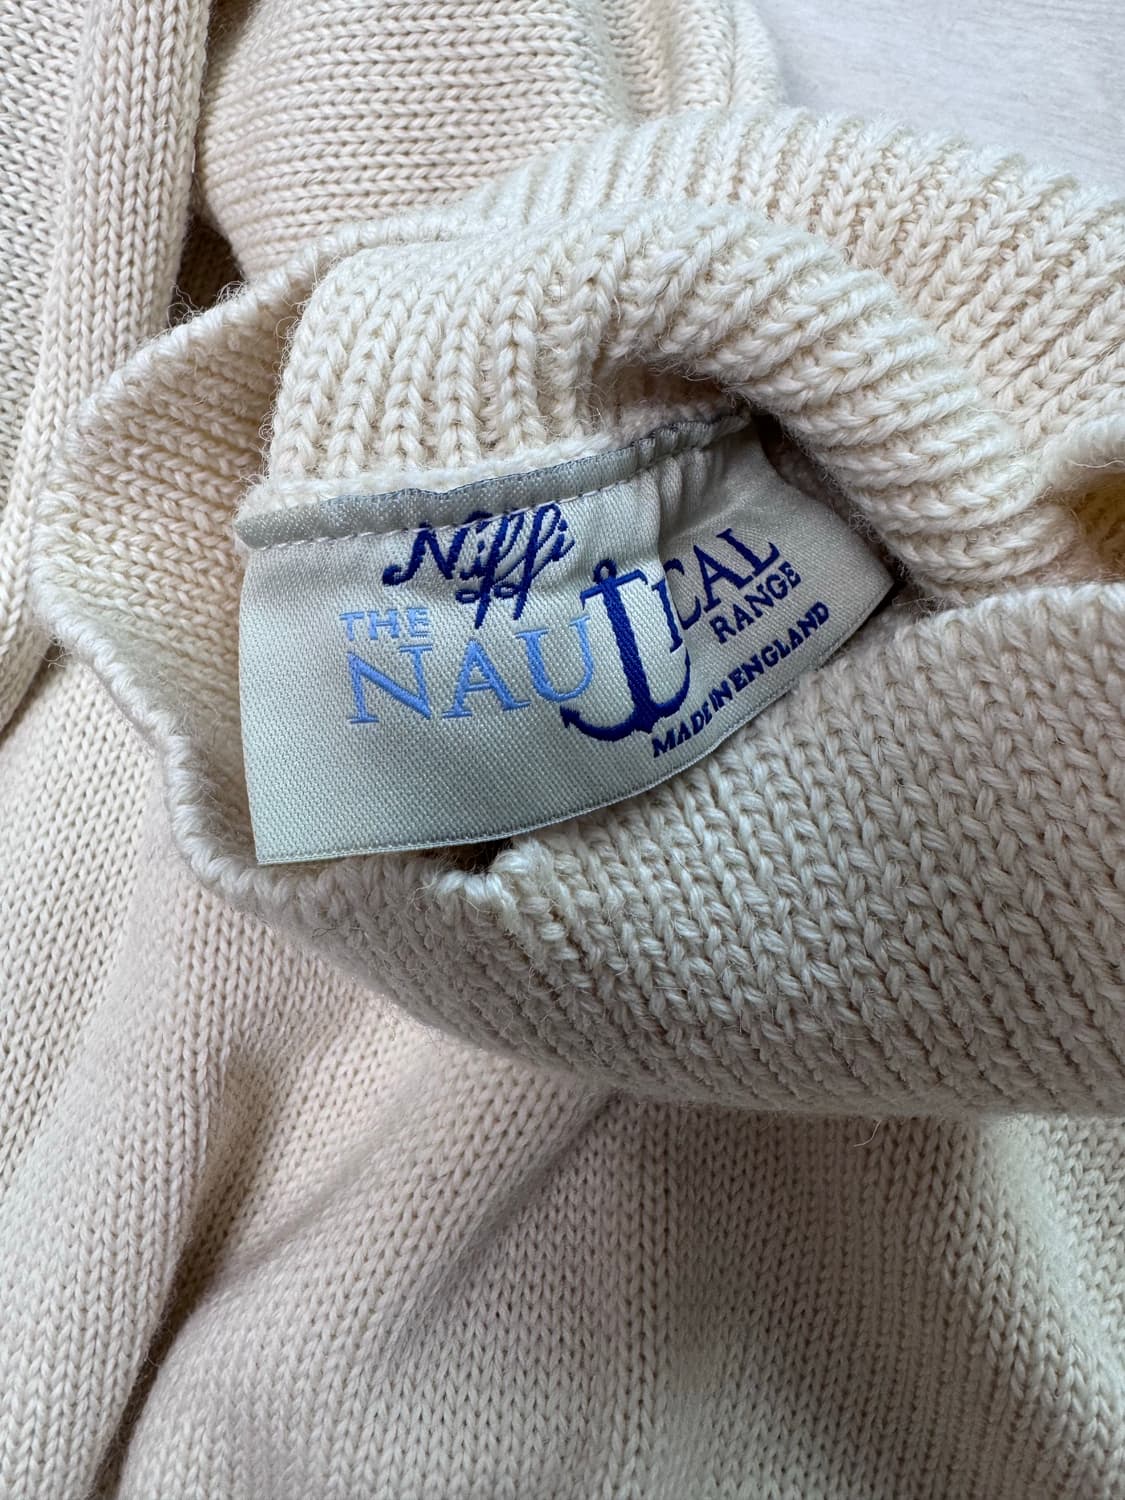 Niffi
THE
NAUTICAL
RANGE
MADE IN ENGLAND